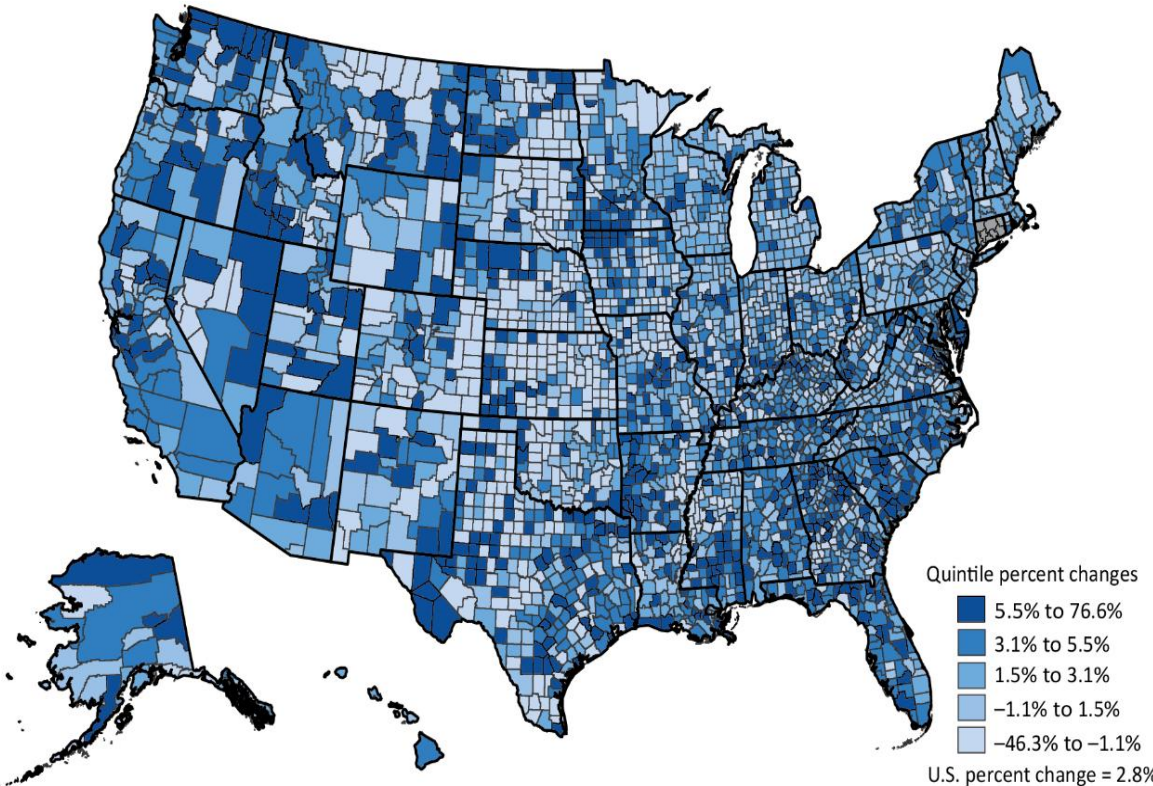 Quintile percent changes
5.5% to 76.6%
3.1% to 5.5%
1.5% to 3.1%
–1.1% to 1.5%
–46.3% to –1.1%
U.S. percent change = 2.8%